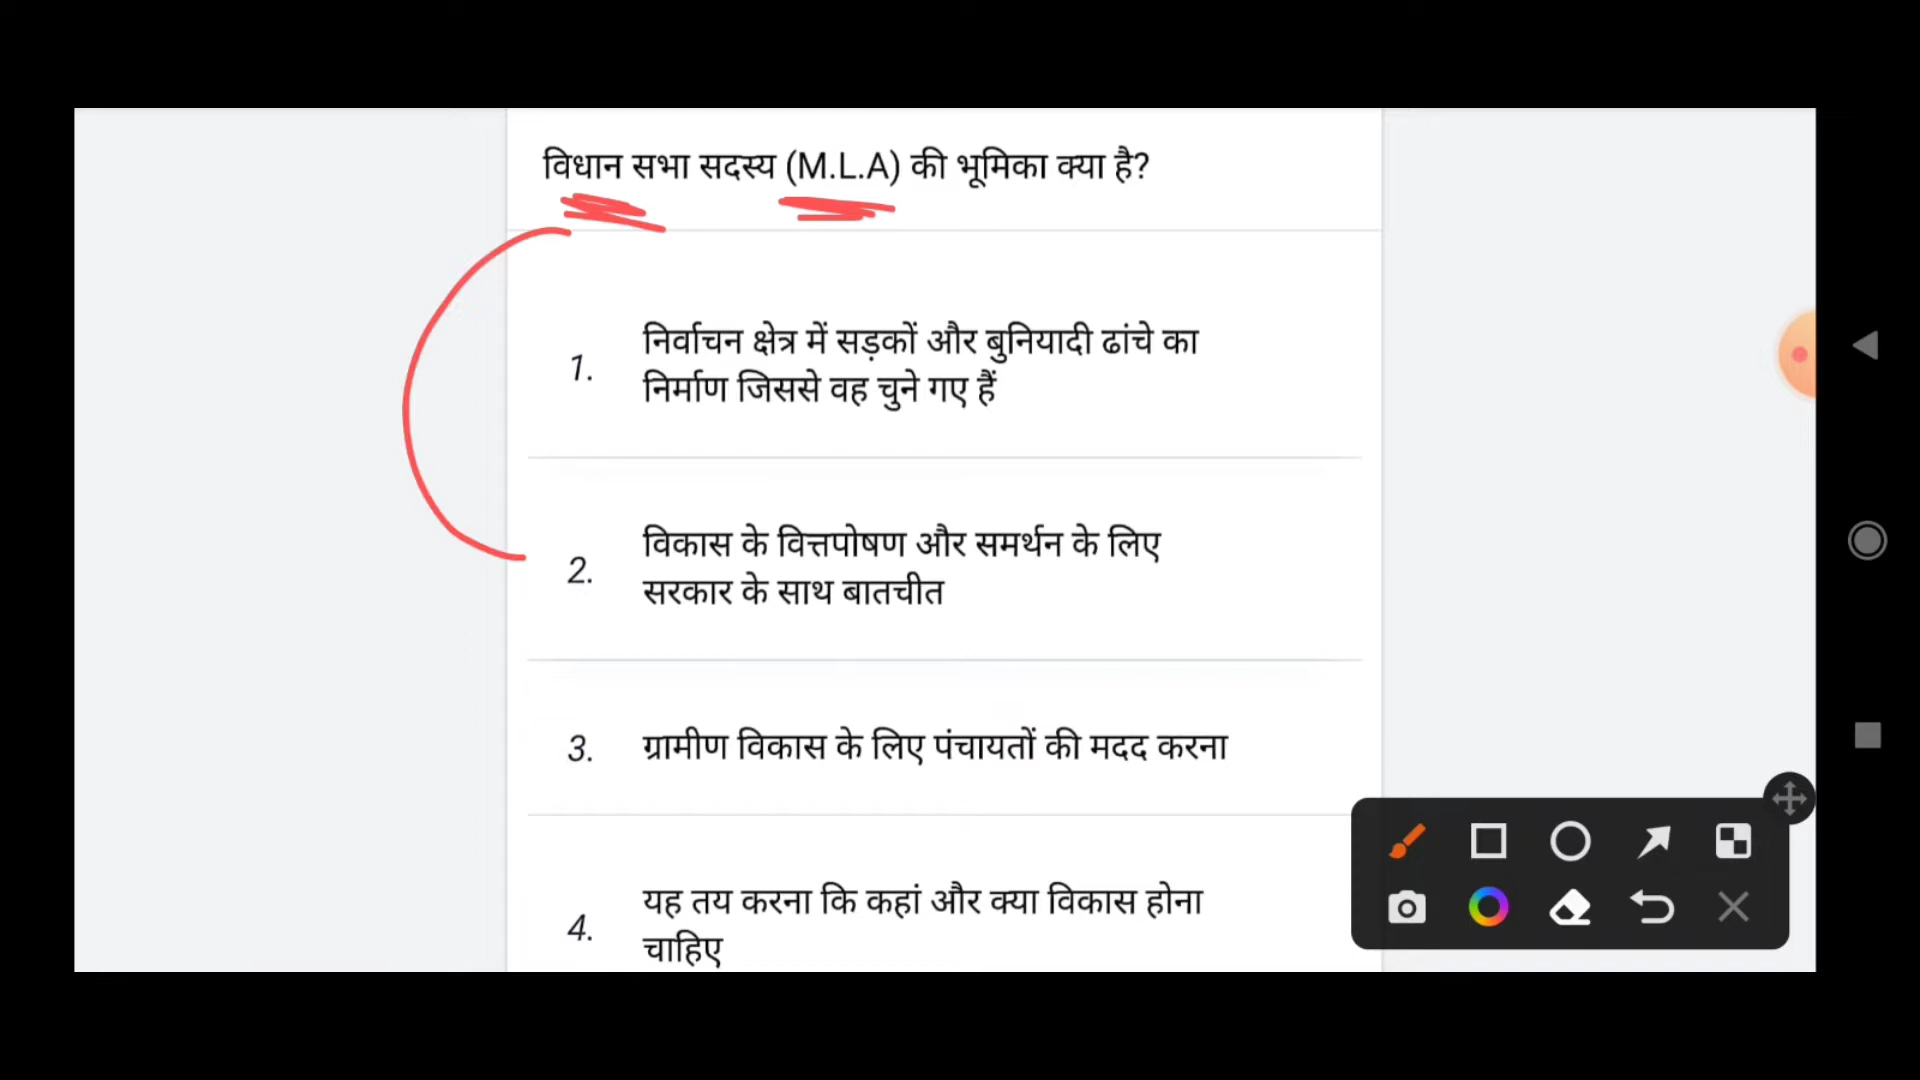 विधान सभा सदस्य (M.L.A) की भूमिका क्या है?
1. निर्वाचन क्षेत्र में सड़कों और बुनियादी ढांचे का
निर्माण जिससे वह चुने गए हैं
2. विकास के वित्तपोषण और समर्थन के लिए
सरकार के साथ बातचीत
3. ग्रामीण विकास के लिए पंचायतों की मदद करना
4. यह तय करना कि कहां और क्या विकास होना
चाहिए